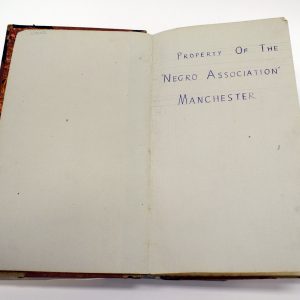 PROPERTY OF THE
'NEGRO ASSOCIATION'
MANCHESTER